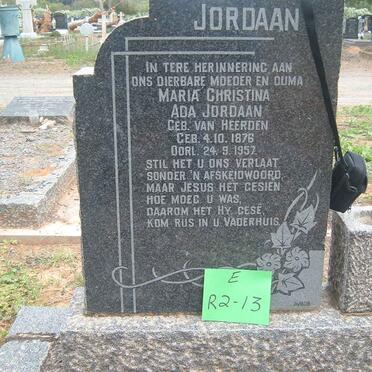 JORDAAN
IN TERE HERINNERING AAN
ONS DIERBARE MOEDER EN OUMA
MARIA CHRISTINA
ADA JORDAAN
GEB. VAN HEERDEN
GEB. 4.10.1876
OORL. 24.9.1957
STIL HET U ONS VERLAAT
SONDER 'N AFSKEIDWOORD,
MAAR JESUS HET GESIEN
HOE MOEG U WAS,
DAAROM HET HY GESÊ,
KOM RUS IN U VADERHUIS.
E
R2-13